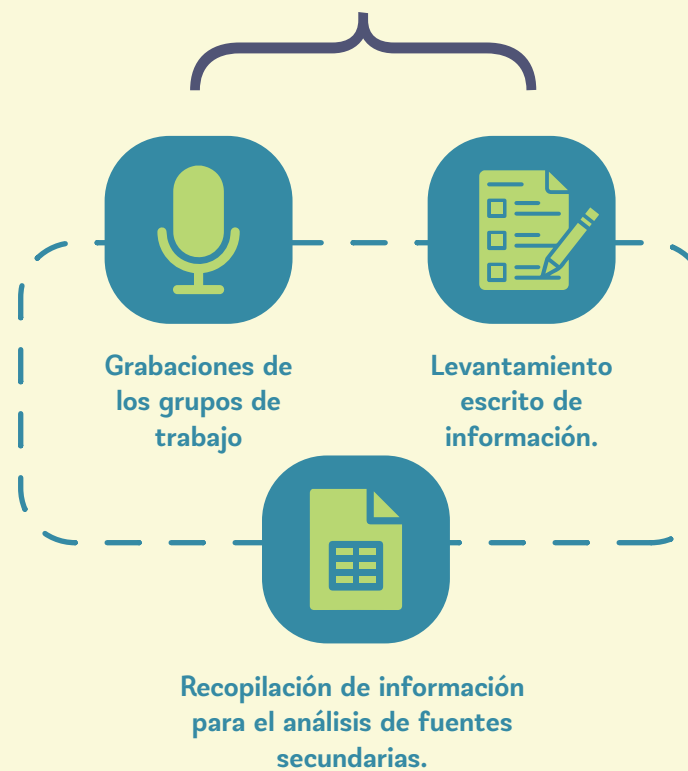 Grabaciones de
los grupos de
trabajo
Levantamiento
escrito de
información.
Recopilación de información
para el análisis de fuentes
secundarias.